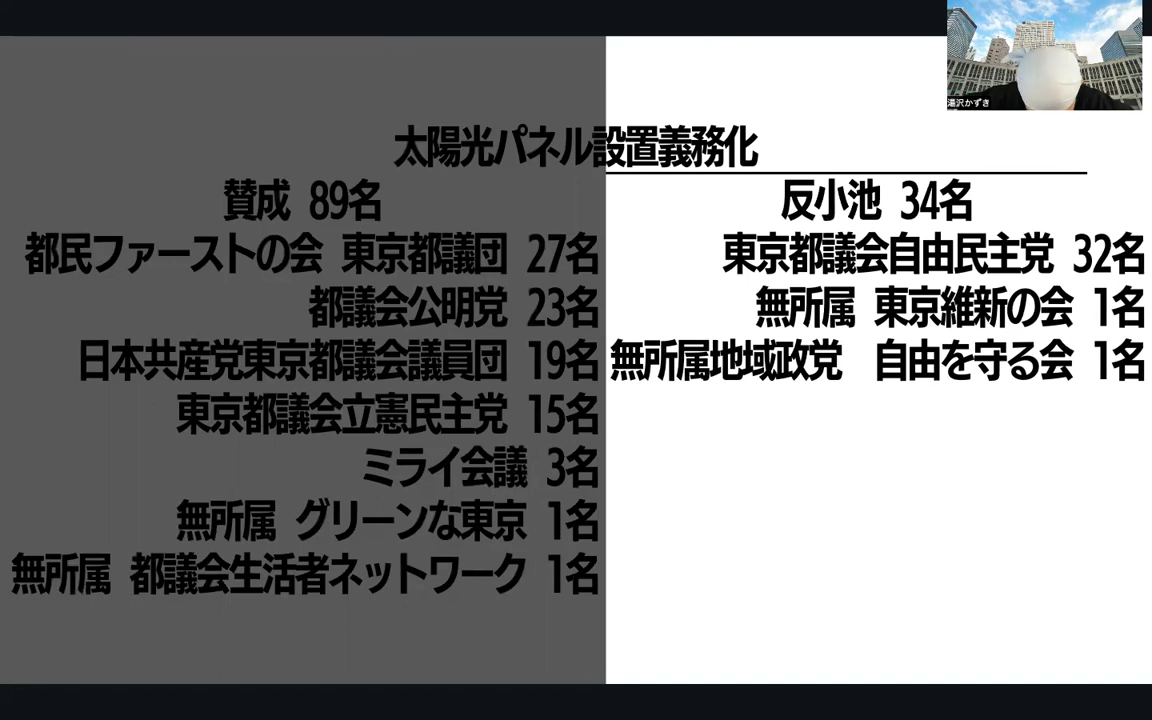 湯沢かずき
太陽光パネル設置義務化
賛成 89名
都民ファーストの会 東京都議団 27名
都議会公明党 23名
日本共産党東京都議会議員団 19名
東京都議会立憲民主党 15名
ミライ会議 3名
無所属 グリーンな東京 1名
無所属 都議会生活者ネットワーク 1名
反小池 34名
東京都議会自由民主党 32名
無所属 東京維新の会 1名
無所属地域政党 自由を守る会 1名